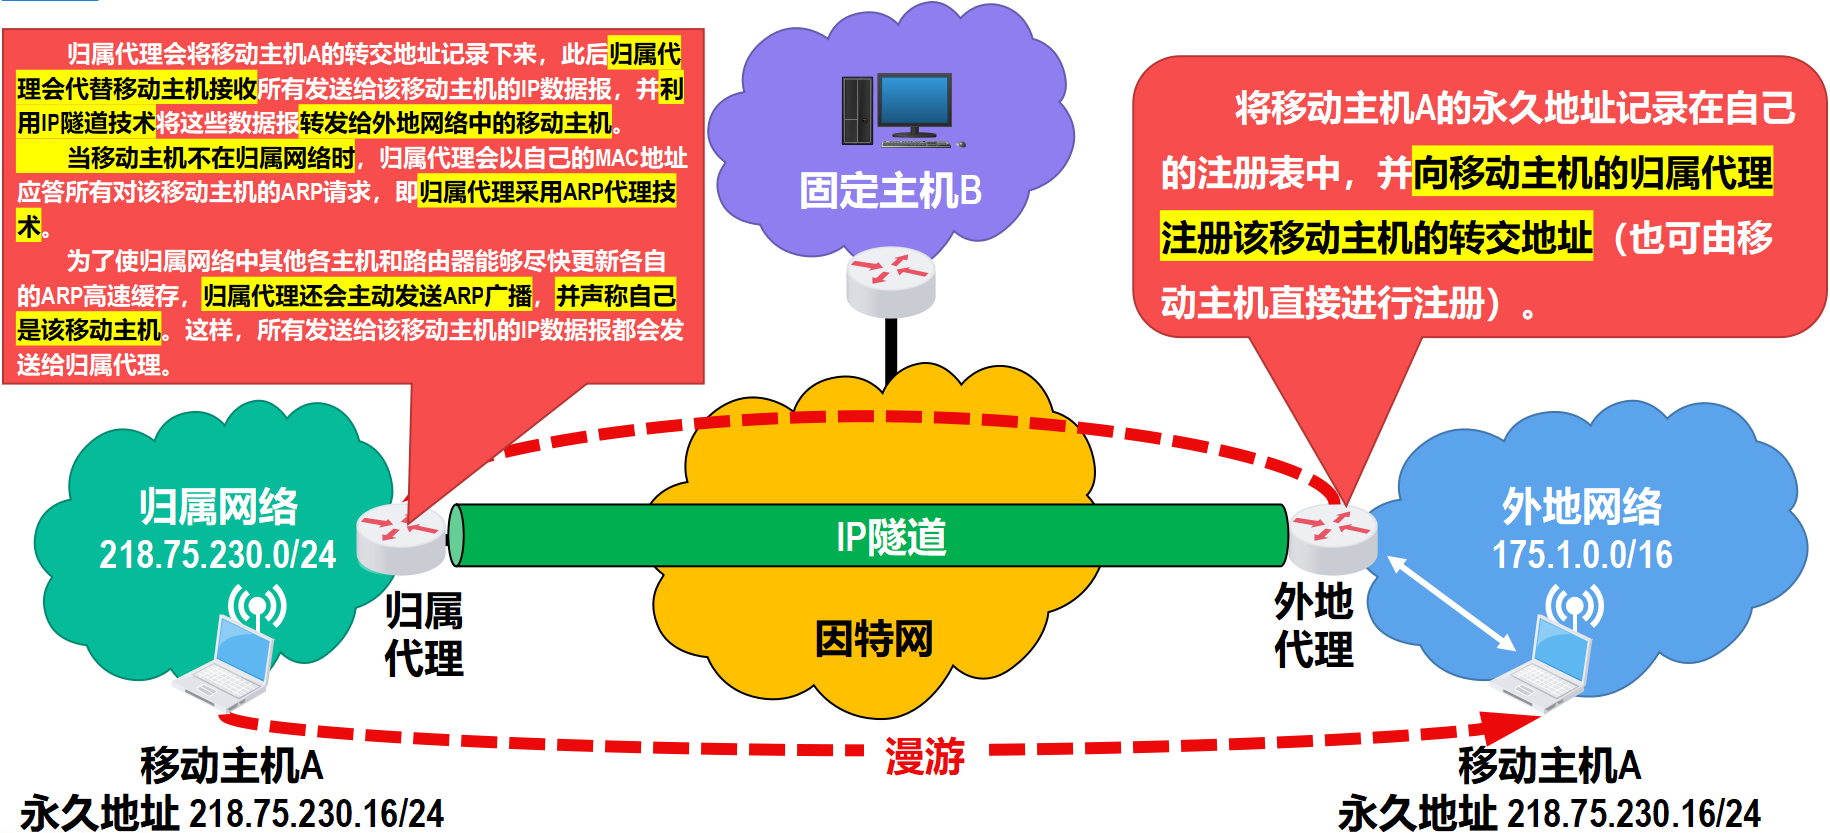 归属代理会将移动主机A的转交地址记录下来，此后归属代
理会代替移动主机接收所有发送给该移动主机的IP数据报，并利
用IP隧道技术将这些数据报转发给外地网络中的移动主机。
当移动主机不在归属网络时，归属代理会以自己的MAC地址
应答所有对该移动主机的ARP请求，即归属代理采用ARP代理技
术。
为了使归属网络中其他各主机和路由器能够尽快更新各自
的ARP高速缓存，归属代理还会主动发送ARP广播，并声称自己
是该移动主机。这样，所有发送给该移动主机的IP数据报都会发
送给归属代理。
固定主机B
将移动主机A的永久地址记录在自己
的注册表中，并向移动主机的归属代理
注册该移动主机的转交地址（也可由移
动主机直接进行注册）。
归属网络
218.75.230.0/24
归属
代理
IP隧道
因特网
外地
代理
外地网络
175.1.0.0/16
漫游
移动主机A
永久地址 218.75.230.16/24
移动主机A
永久地址 218.75.230.16/24